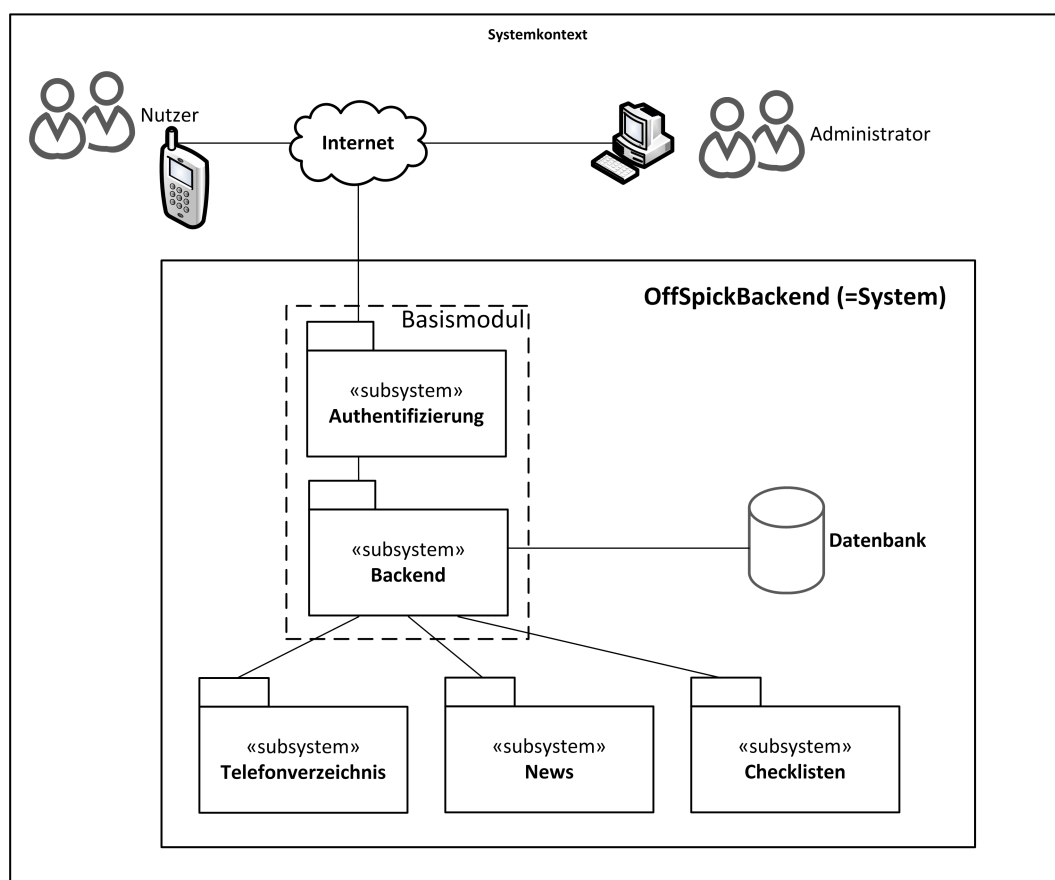 Systemkontext
Nutzer
Internet
Administrator
OffSpickBackend (=System)
Basismodul
«subsystem»
Authentifizierung
«subsystem»
Backend
Datenbank
«subsystem»
Telefonverzeichnis
«subsystem»
News
«subsystem»
Checklisten